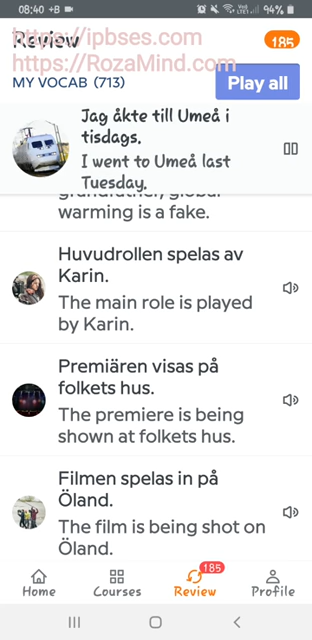 08:40 +B
94%
Review
https://ipbses.com
185
https://RozaMind.com
MY VOCAB (713)
Play all
Jag åkte till Umeå i
tisdags.
I went to Umeå last
Tuesday.
grandfather, global
warming is a fake.
Huvudrollen spelas av
Karin.
The main role is played
by Karin.
Premiären visas på
folkets hus.
The premiere is being
shown at folkets hus.
Filmen spelas in på
Öland.
The film is being shot on
Öland.
185
Home Courses Review Profile